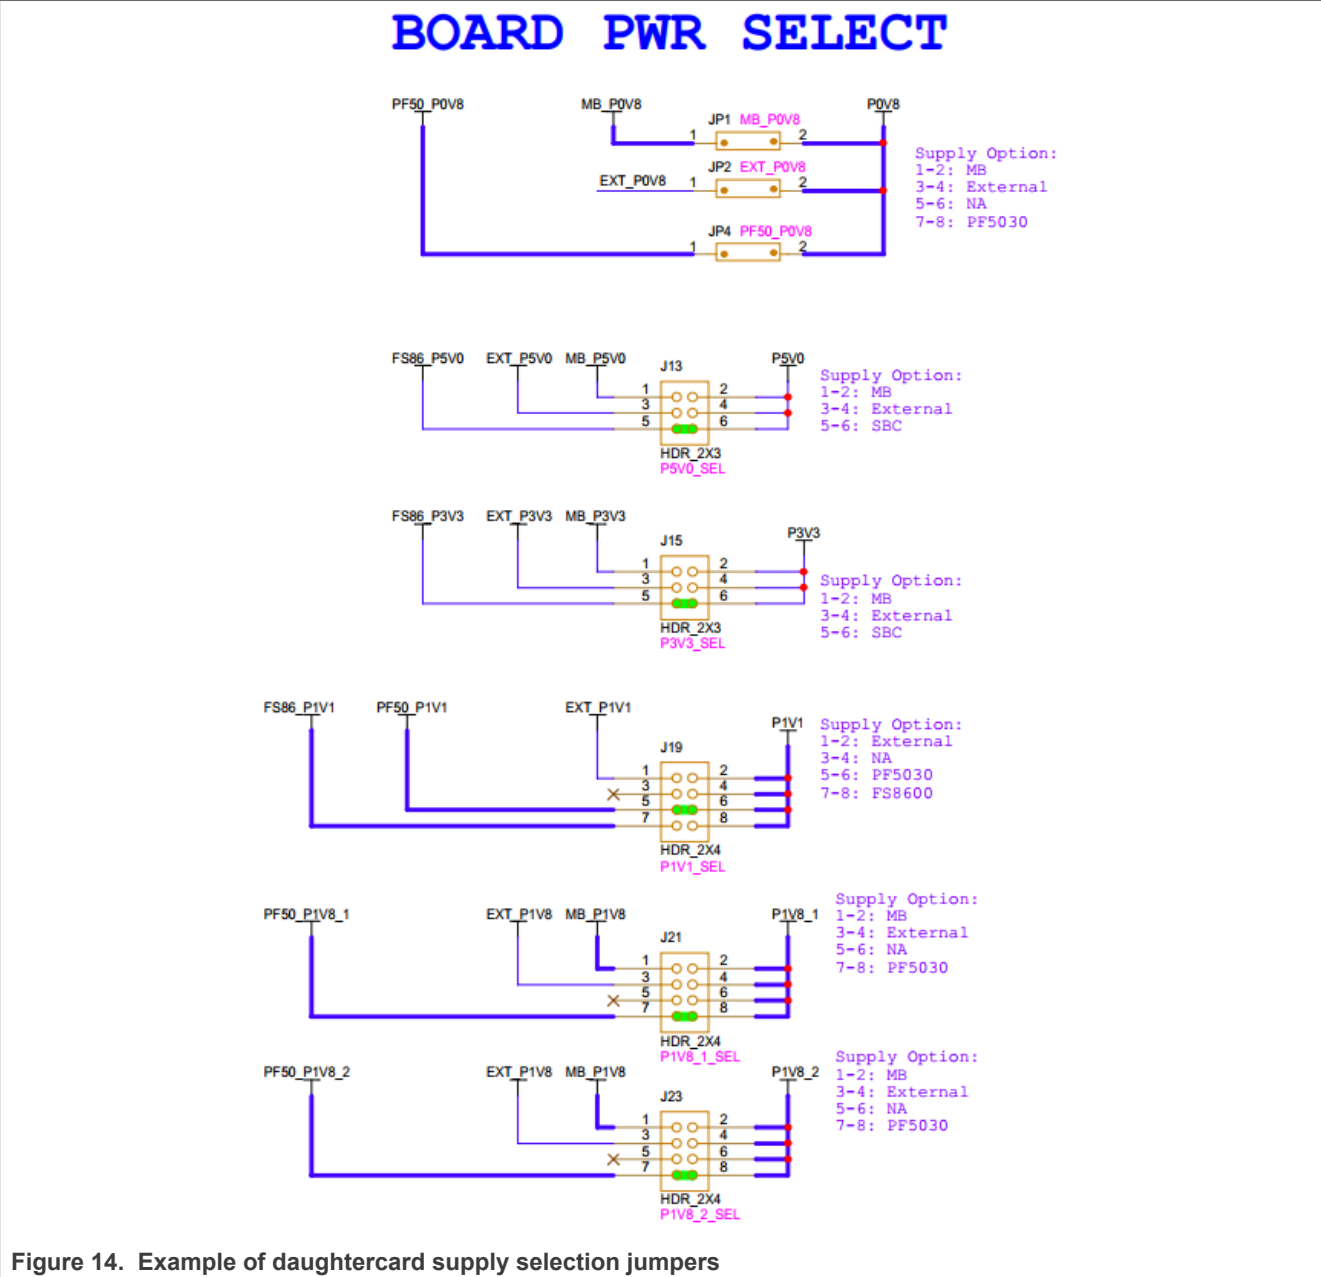 BOARD PWR SELECT
PF50_P0V8 MB_P0V8 P0V8
JP1 MB_P0V8
1 2
JP2 EXT_P0V8
EXT_P0V8 1 2
JP4 PF50_P0V8
1 2
Supply Option:
1-2: MB
3-4: External
5-6: NA
7-8: PF5030
FS86_P5V0 EXT_P5V0 MB_P5V0 P5V0
J13
1 2
3 4
5 6
HDR_2X3
P5V0_SEL
Supply Option:
1-2: MB
3-4: External
5-6: SBC
FS86_P3V3 EXT_P3V3 MB_P3V3 P3V3
J15
1 2
3 4
5 6
HDR_2X3
P3V3_SEL
Supply Option:
1-2: MB
3-4: External
5-6: SBC
FS86_P1V1 PF50_P1V1 EXT_P1V1 P1V1
J19
1 2
3 4
5 6
7 8
HDR_2X4
P1V1_SEL
Supply Option:
1-2: External
3-4: NA
5-6: PF5030
7-8: FS8600
PF50_P1V8_1 EXT_P1V8 MB_P1V8 P1V8_1
J21
1 2
3 4
5 6
7 8
HDR_2X4
P1V8_1_SEL
Supply Option:
1-2: MB
3-4: External
5-6: NA
7-8: PF5030
PF50_P1V8_2 EXT_P1V8 MB_P1V8 P1V8_2
J23
1 2
3 4
5 6
7 8
HDR_2X4
P1V8_2_SEL
Supply Option:
1-2: MB
3-4: External
5-6: NA
7-8: PF5030
Figure 14. Example of daughtercard supply selection jumpers